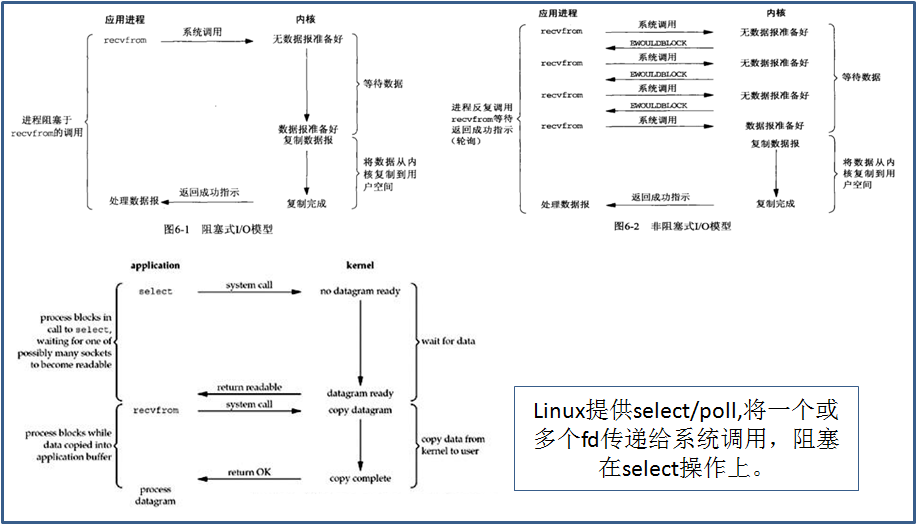 应用进程
内核
recvfrom
系统调用
无数据报准备好
等待数据
进程阻塞于
recvfrom的调用
数据报准备好
复制数据报
将数据从内
核复制到用
户空间
处理数据报
返回成功指示
复制完成
图6-1 阻塞式I/O模型
应用进程
内核
recvfrom
系统调用
无数据报准备好
EWOULDBLOCK
recvfrom
系统调用
无数据报准备好
EWOULDBLOCK
等待数据
recvfrom
系统调用
无数据报准备好
EWOULDBLOCK
进程反复调用
recvfrom等待
返回成功指示
(轮询)
recvfrom
系统调用
数据报准备好
复制数据报
将数据从内
核复制到用
户空间
处理数据报
返回成功指示
复制完成
图6-2 非阻塞式I/O模型
application
kernel
select
system call
no datagram ready
process blocks in
call to select,
waiting for one of
possibly many sockets
to become readable
wait for data
return readable
datagram ready
recvfrom
system call
copy datagram
process blocks while
data copied into
application buffer
copy data from
kernel to user
return OK
copy complete
process
datagram
Linux提供select/poll,将一个或
多个fd传递给系统调用，阻塞
在select操作上。